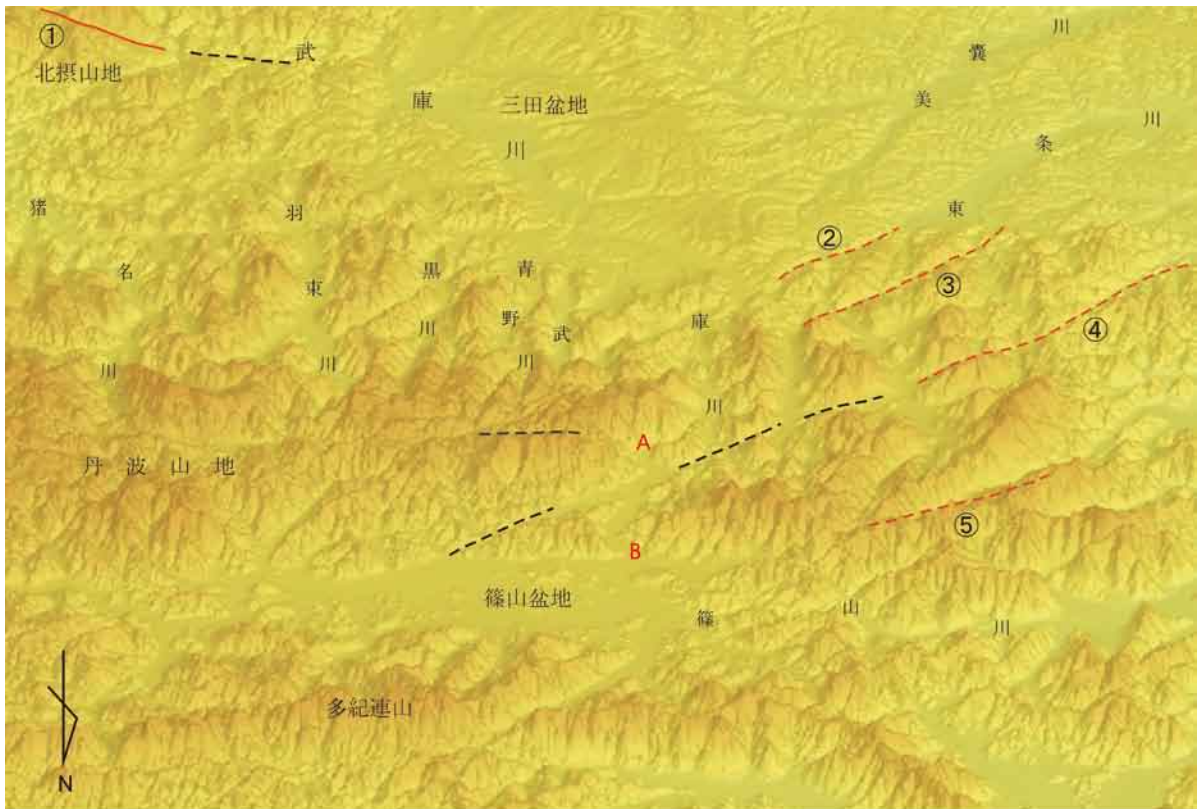 ①
北摂山地
武
庫
川
三田盆地
川
嚢
美
川
条
東
猪
名
川
羽
束
川
黒
川
青
野
川
武
庫
川
②
③
④
⑤
A
B
丹波山地
篠山盆地
篠
山
川
多紀連山
N